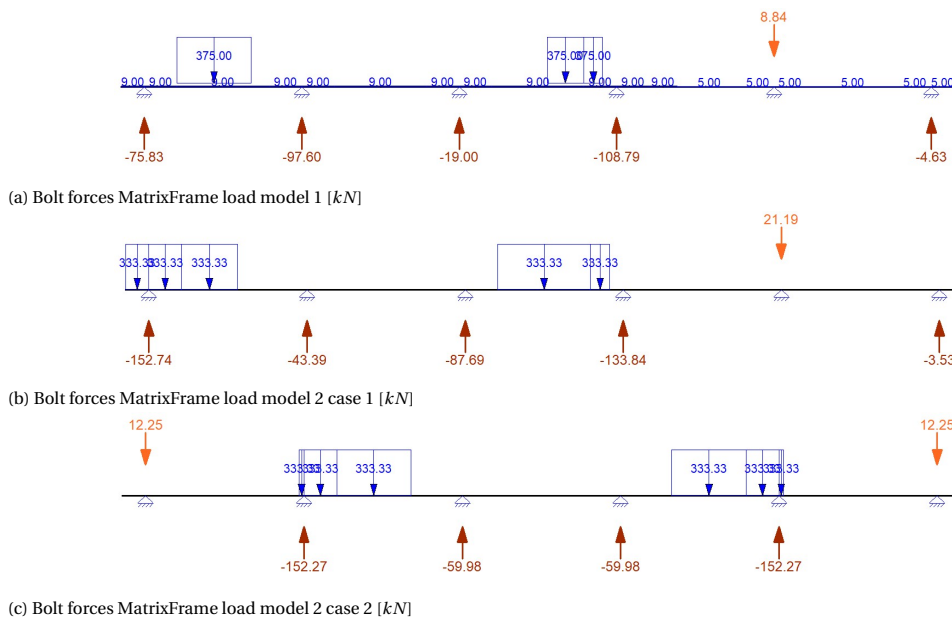 8.84
375.00 375.00 375.00
9.00 9.00 9.00 9.00 9.00 9.00 9.00 9.00 9.00 9.00 9.00 9.00 5.00 5.00 5.00 5.00 5.00 5.00
-75.83 -97.60 -19.00 -108.79 -4.63
(a) Bolt forces MatrixFrame load model 1 [kN]
21.19
333.33 333.33 333.33 333.33 333.33
-152.74 -43.39 -87.69 -133.84 -3.53
(b) Bolt forces MatrixFrame load model 2 case 1 [kN]
12.25 12.25
333.33 333.33 333.33 333.33 333.33 333.33
-152.27 -59.98 -59.98 -152.27
(c) Bolt forces MatrixFrame load model 2 case 2 [kN]